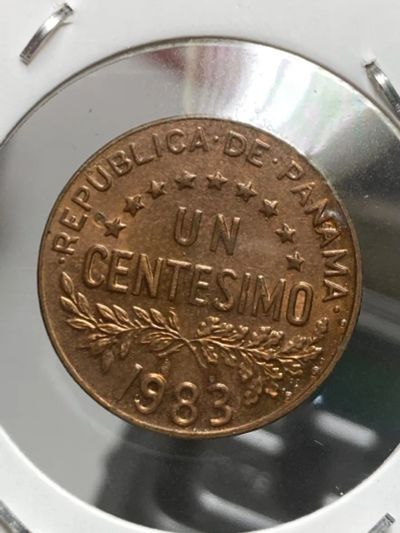 ·REPUBLICA·DE·PANAMA·
UN
CENTESIMO
1983